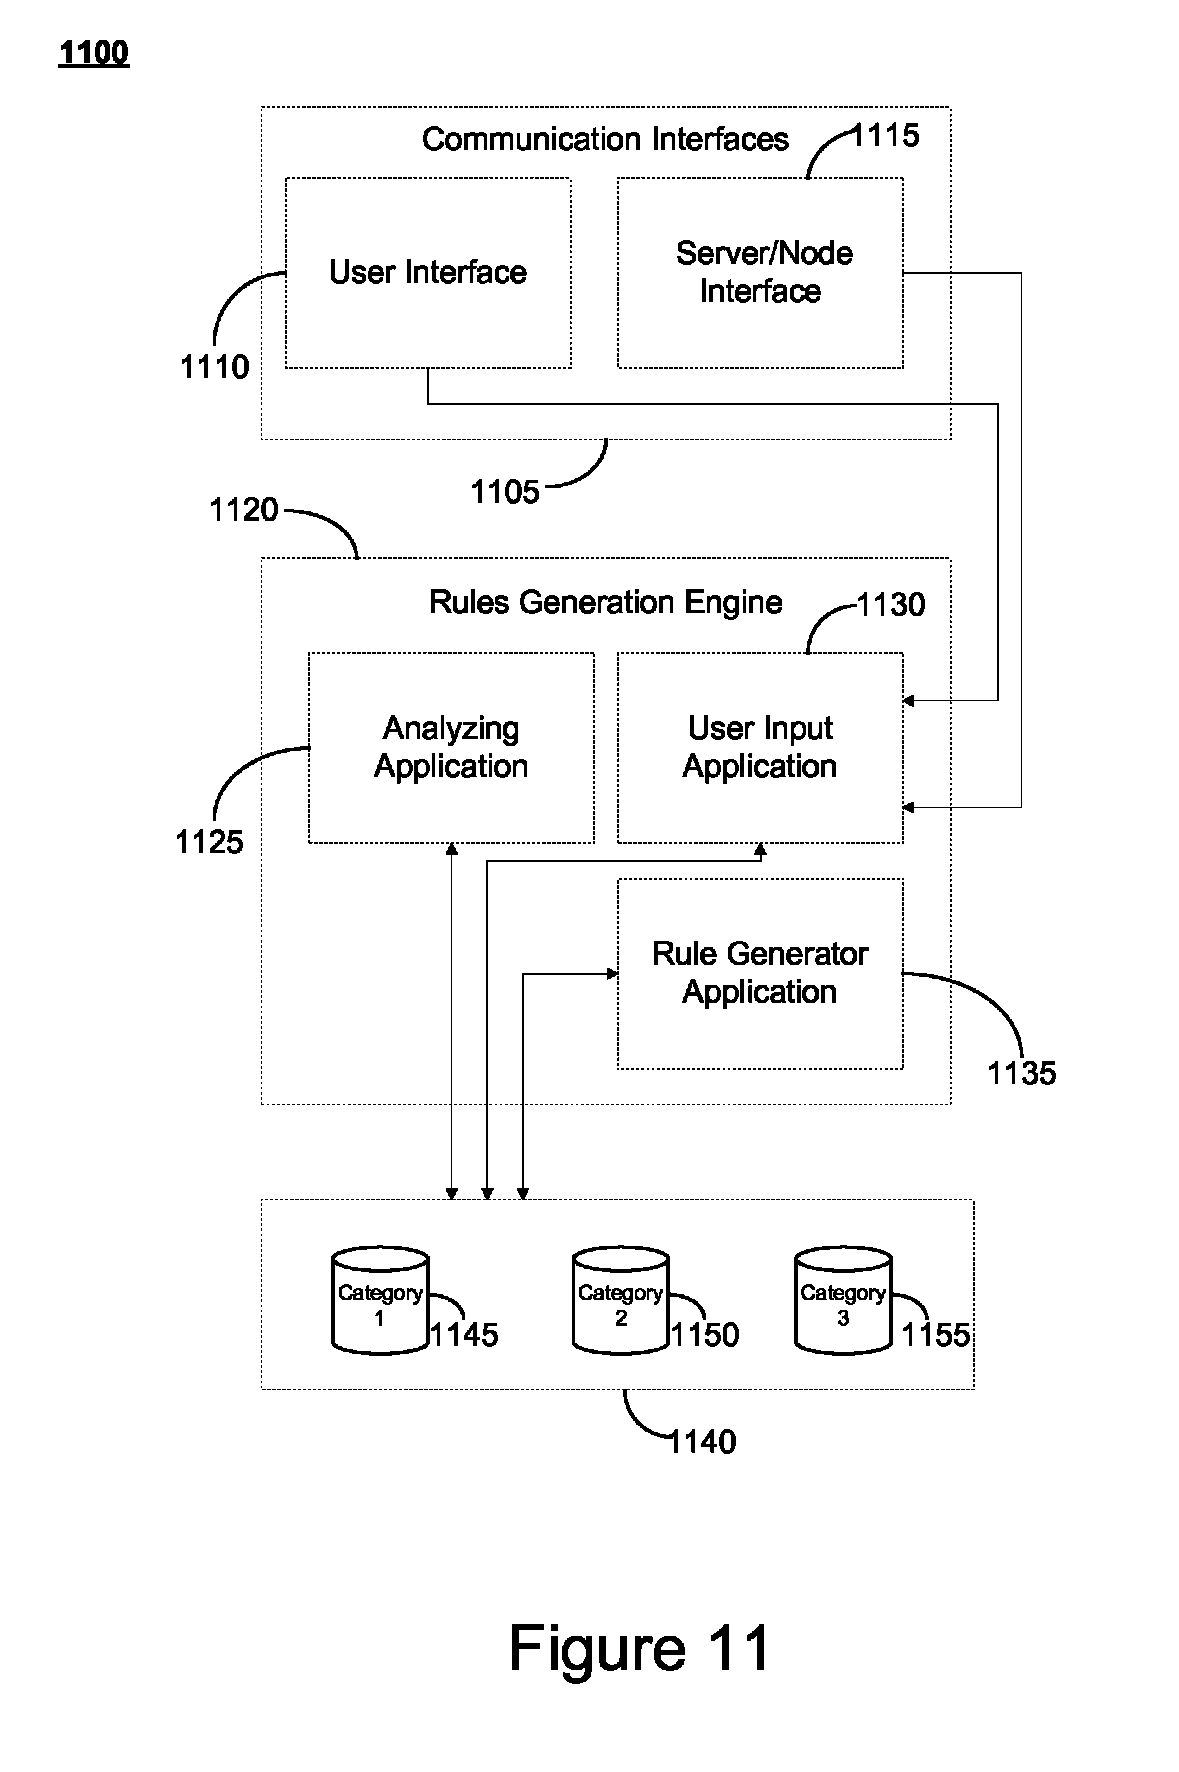 1100
Communication Interfaces
1115
User Interface
Server/Node
Interface
1110
1105
1120
Rules Generation Engine
1130
Analyzing
Application
User Input
Application
1125
Rule Generator
Application
1135
Category
1
1145
Category
2
1150
Category
3
1155
1140
Figure 11